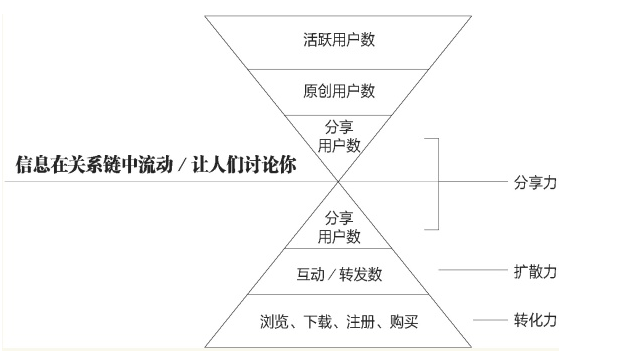 活跃用户数
原创用户数
分享
用户数
信息在关系链中流动 / 让人们讨论你
分享力
分享
用户数
互动 / 转发数
扩散力
浏览、下载、注册、购买
转化力